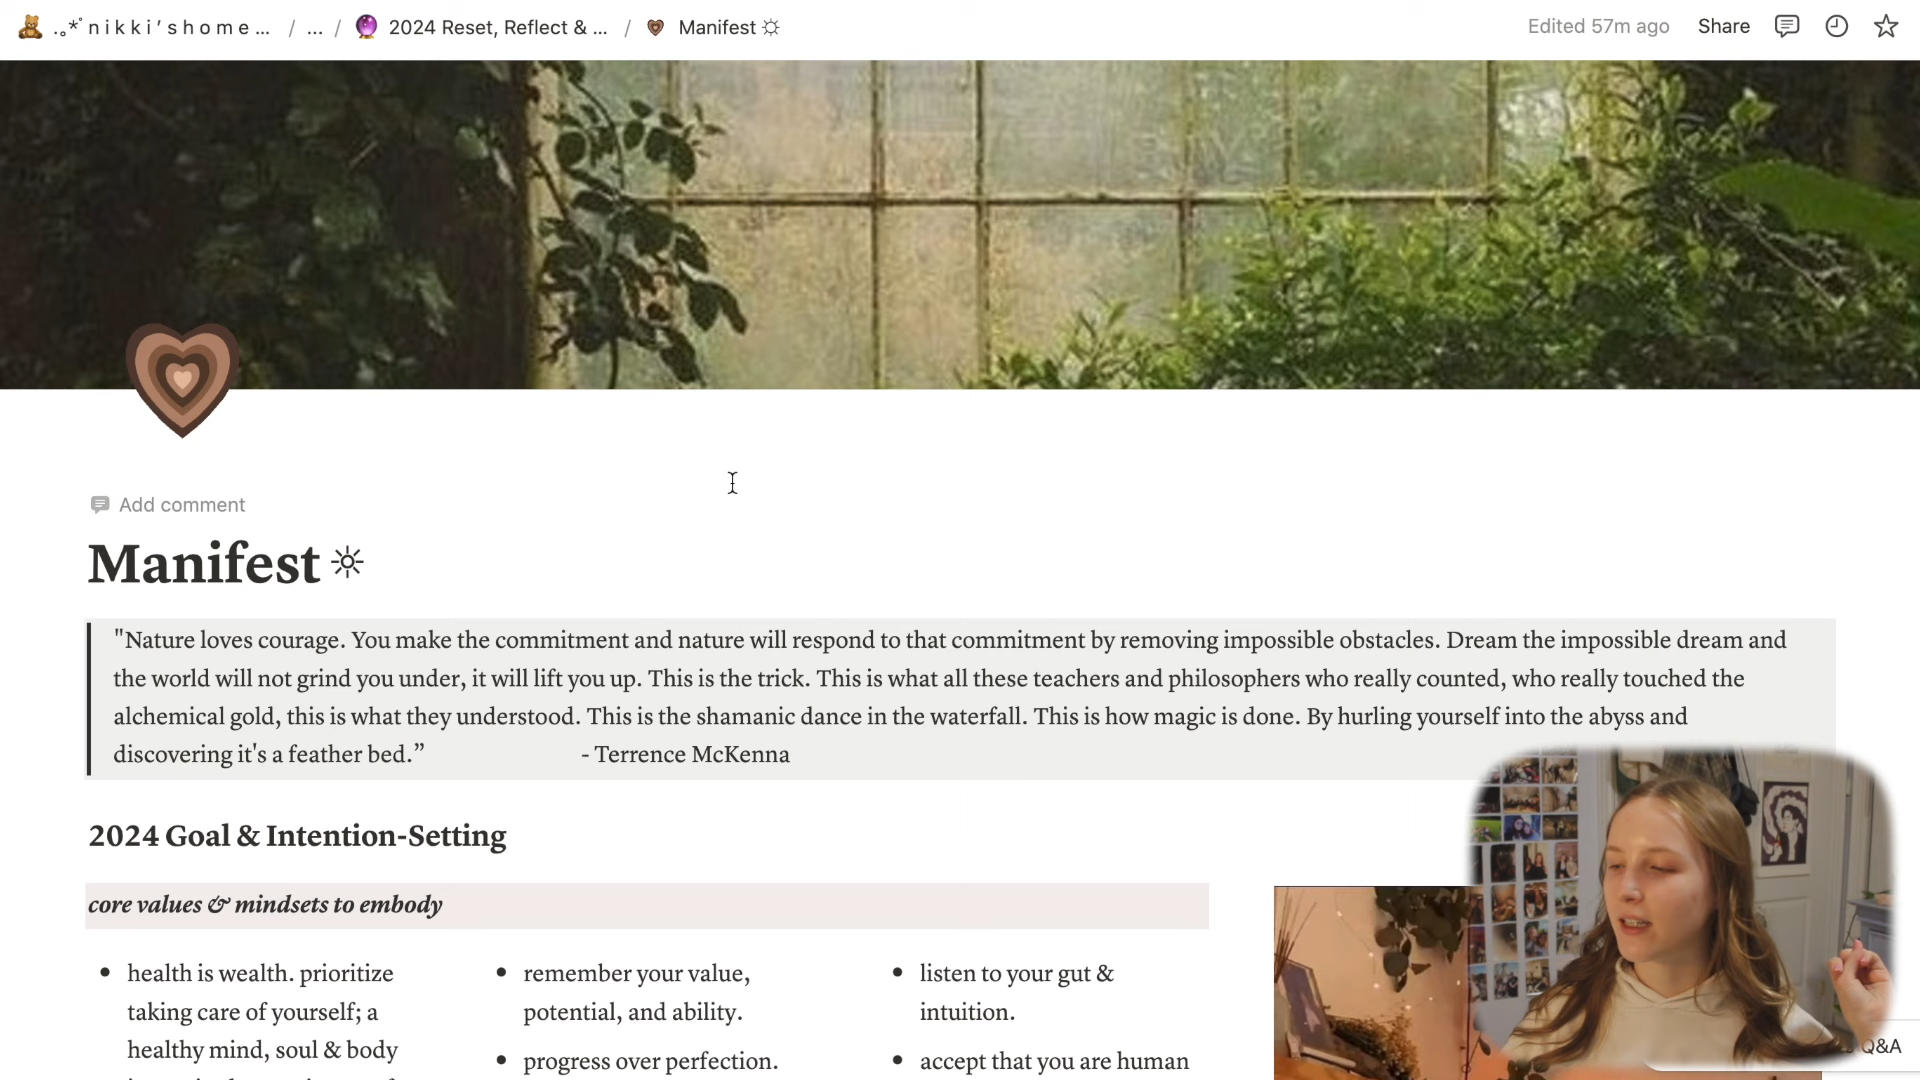 .｡*ﾟn i k k i ' s h o m e ... / ... / 2024 Reset, Reflect & ... / Manifest ☼
Edited 57m ago Share
Add comment
Manifest ☼
"Nature loves courage. You make the commitment and nature will respond to that commitment by removing impossible obstacles. Dream the impossible dream and
the world will not grind you under, it will lift you up. This is the trick. This is what all these teachers and philosophers who really counted, who really touched the
alchemical gold, this is what they understood. This is the shamanic dance in the waterfall. This is how magic is done. By hurling yourself into the abyss and
discovering it's a feather bed.” - Terrence McKenna
2024 Goal & Intention-Setting
core values & mindsets to embody
• health is wealth. prioritize
taking care of yourself; a
healthy mind, soul & body
• remember your value,
potential, and ability.
• progress over perfection.
• listen to your gut &
intuition.
• accept that you are human
Q&A